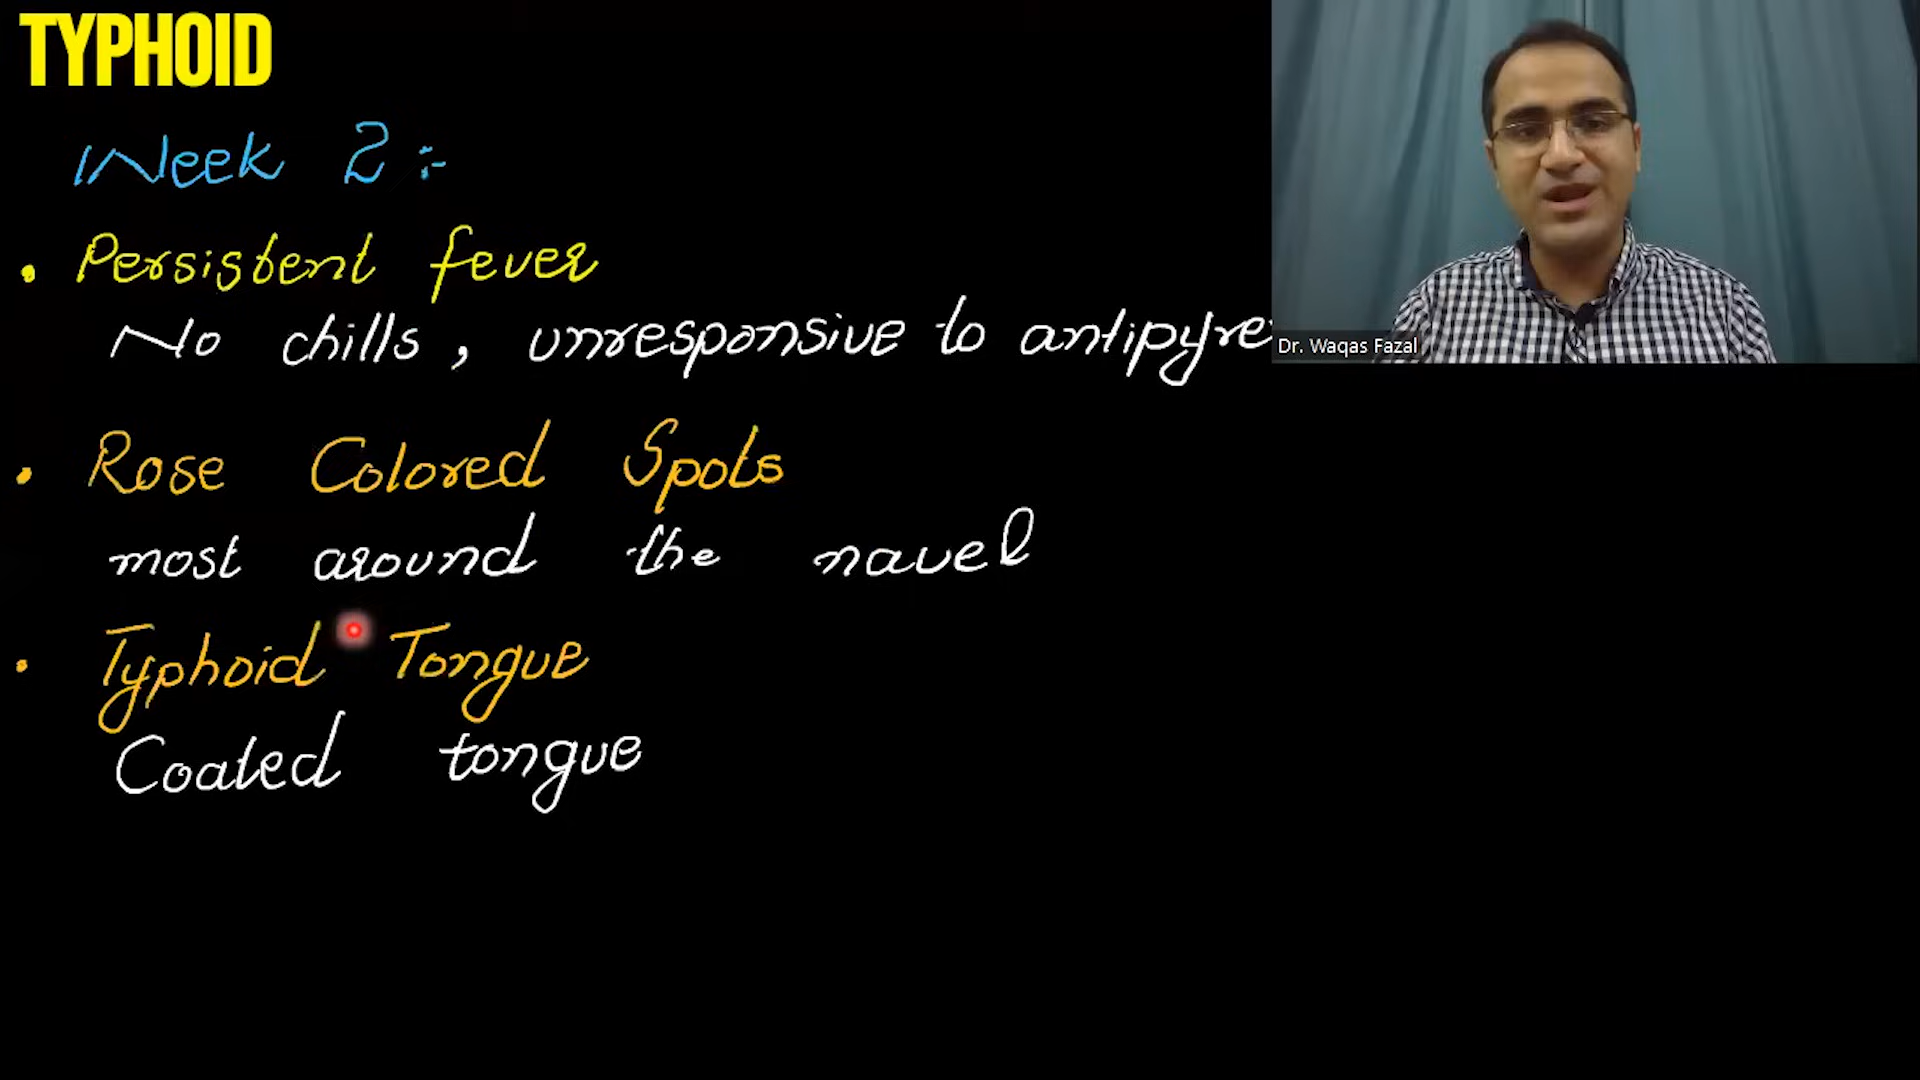 TYPHOID
Week 2:-
• Persistent fever
No chills, unresponsive to antipyre
Dr. Waqas Fazal
• Rose Colored Spots
most around the navel
• Typhoid Tongue
Coated tongue